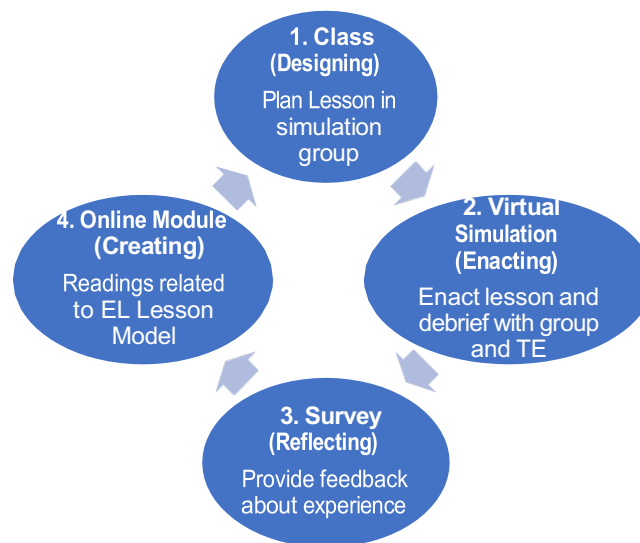 1. Class
(Designing)
Plan Lesson in
simulation
group
2. Virtual
Simulation
(Enacting)
Enact lesson and
debrief with group
and TE
3. Survey
(Reflecting)
Provide feedback
about experience
4. Online Module
(Creating)
Readings related
to EL Lesson
Model